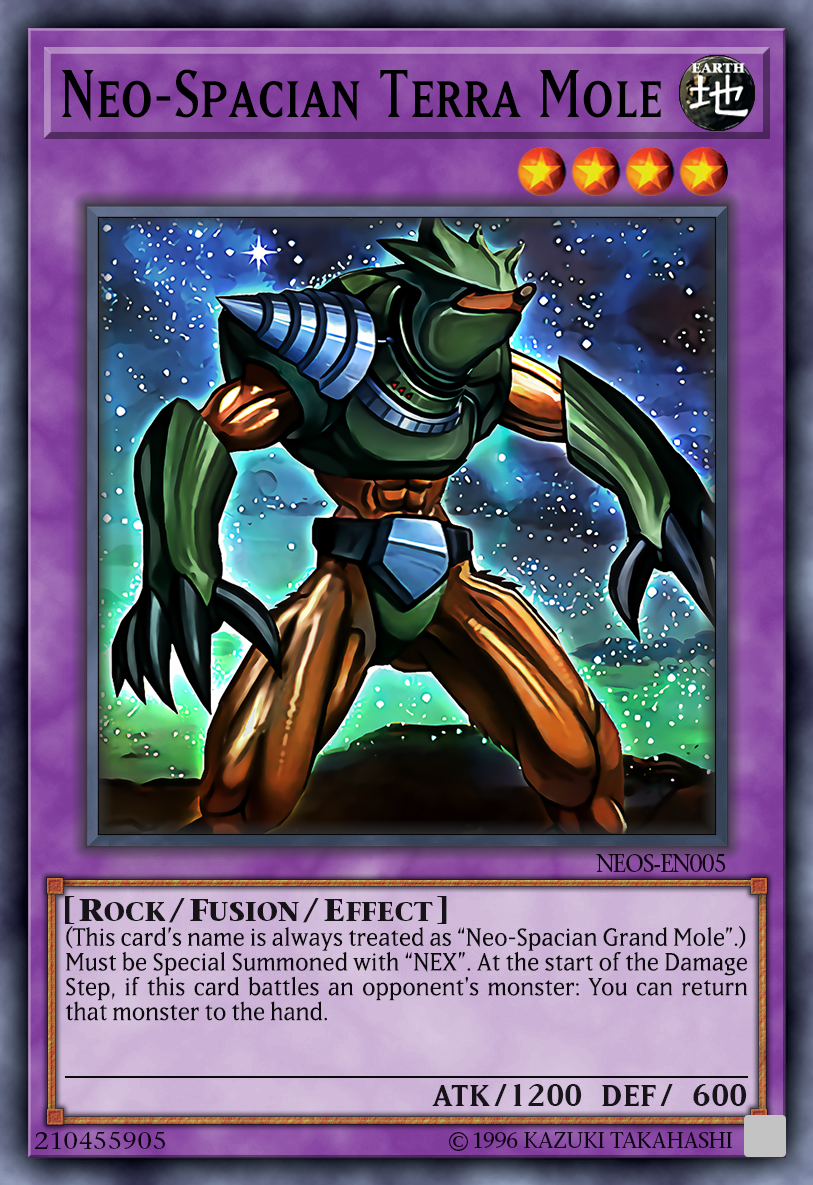 Neo-Spacian Terra Mole
EARTH
地
NEOS-EN005
[ROCK/FUSION/EFFECT]
(This card's name is always treated as “Neo-Spacian Grand Mole”.)
Must be Special Summoned with “NEX”. At the start of the Damage
Step, if this card battles an opponent's monster: You can return
that monster to the hand.
ATK/1200 DEF/ 600
210455905
© 1996 KAZUKI TAKAHASHI